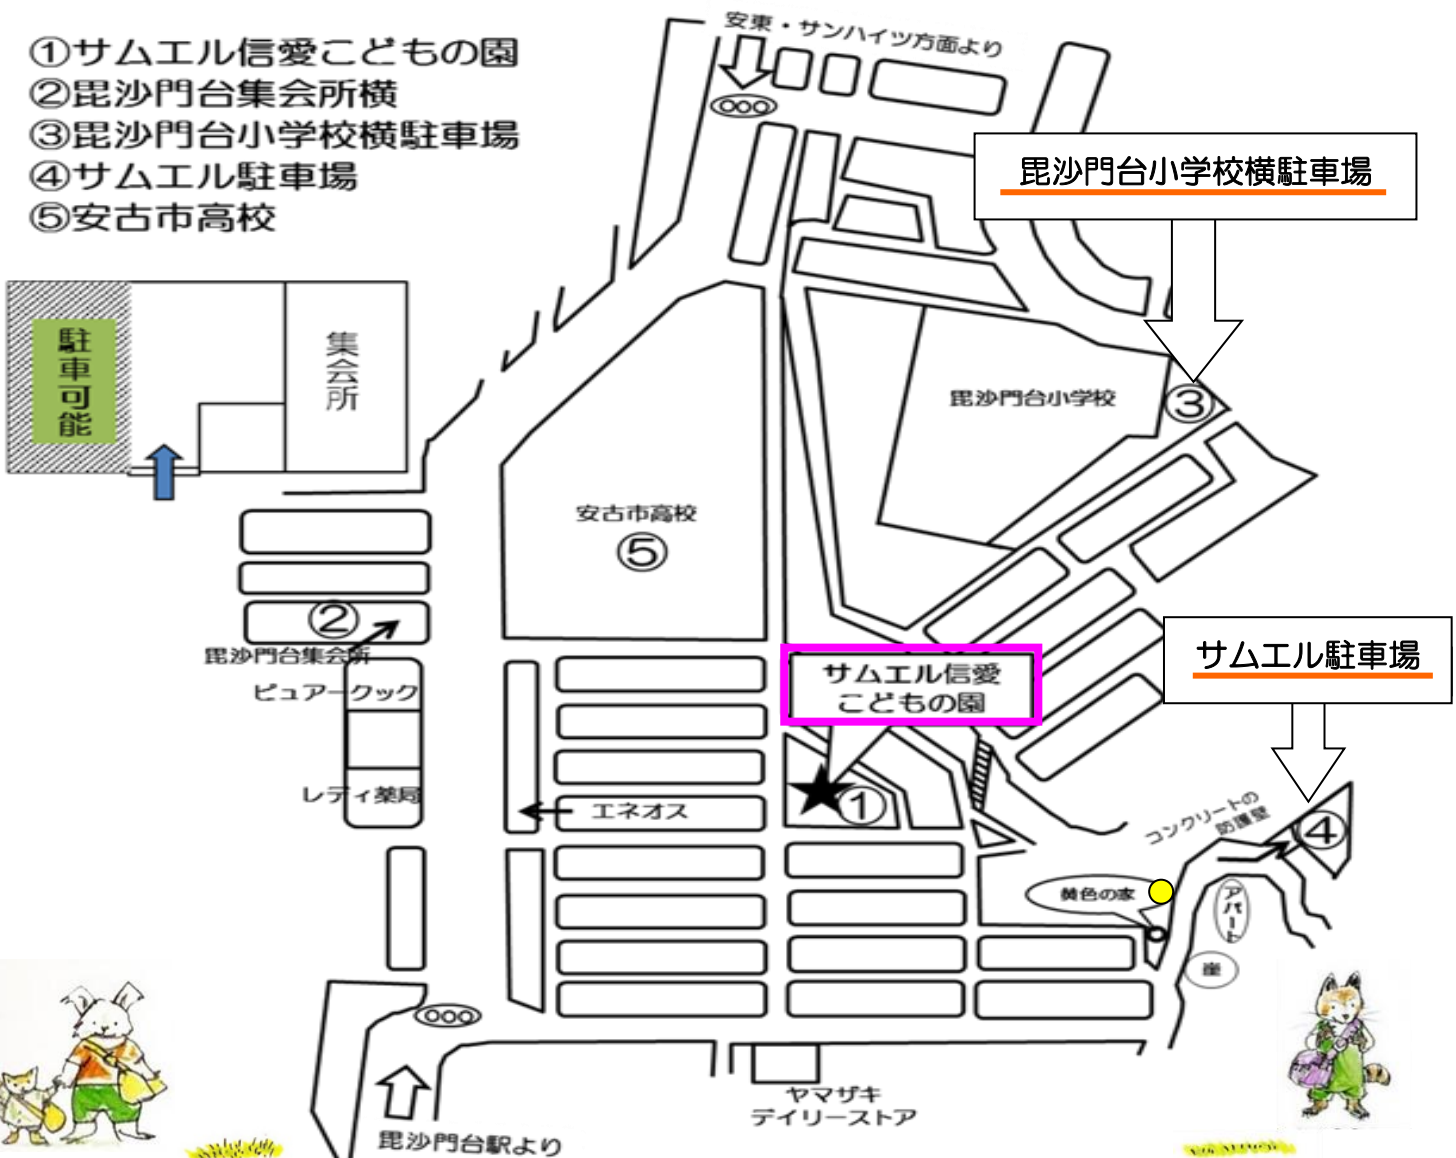 ①サムエル信愛こどもの園
②毘沙門台集会所横
③毘沙門台小学校横駐車場
④サムエル駐車場
⑤安古市高校
安東・サンハイツ方面より
毘沙門台小学校横駐車場
駐車可能
集会所
毘沙門台小学校
③
安古市高校
⑤
②
毘沙門台集会所
ピュアークック
レディ薬局
エネオス
サムエル信愛
こどもの園
①
サムエル駐車場
コンクリートの
防護壁
④
黄色の家
アパート
崖
ヤマザキ
デイリーストア
毘沙門台駅より